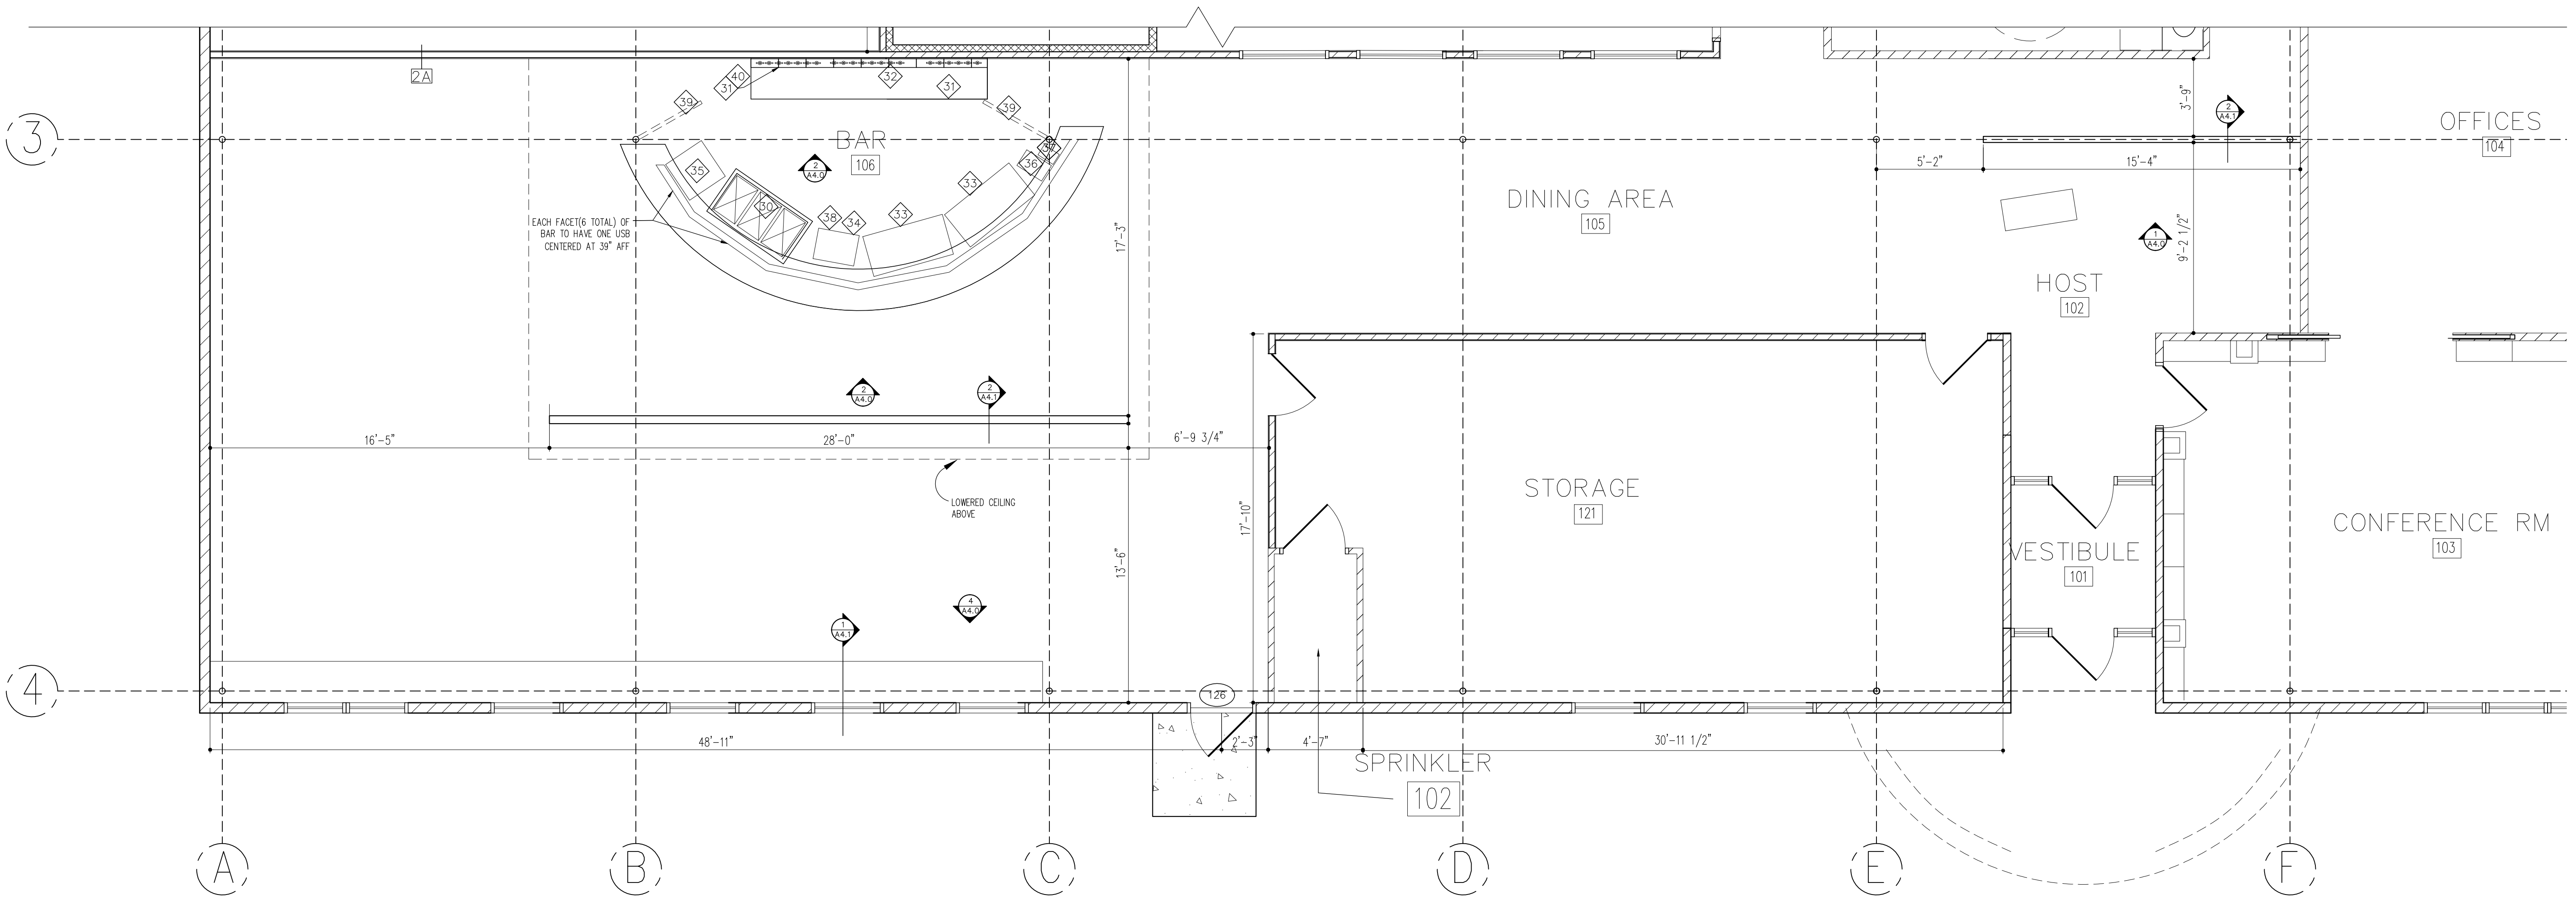 2A
40
31
32
31
39
39
3
BAR
106
2
A4.0
35
30
38
34
33
33
36
37
EACH FACET(6 TOTAL) OF
BAR TO HAVE ONE USB
CENTERED AT 39" AFF
17'-3"
DINING AREA
105
3'-9"
2
A4.1
OFFICES
104
5'-2"
15'-4"
1
A4.0
9'-2 1/2"
HOST
102
2
A4.0
2
A4.1
16'-5"
28'-0"
6'-9 3/4"
LOWERED CEILING
ABOVE
17'-10"
13'-6"
STORAGE
121
VESTIBULE
101
CONFERENCE RM
103
4
A4.0
1
A4.1
4
126
48'-11"
2'-3"
4'-7"
30'-11 1/2"
SPRINKLER
102
A
B
C
D
E
F